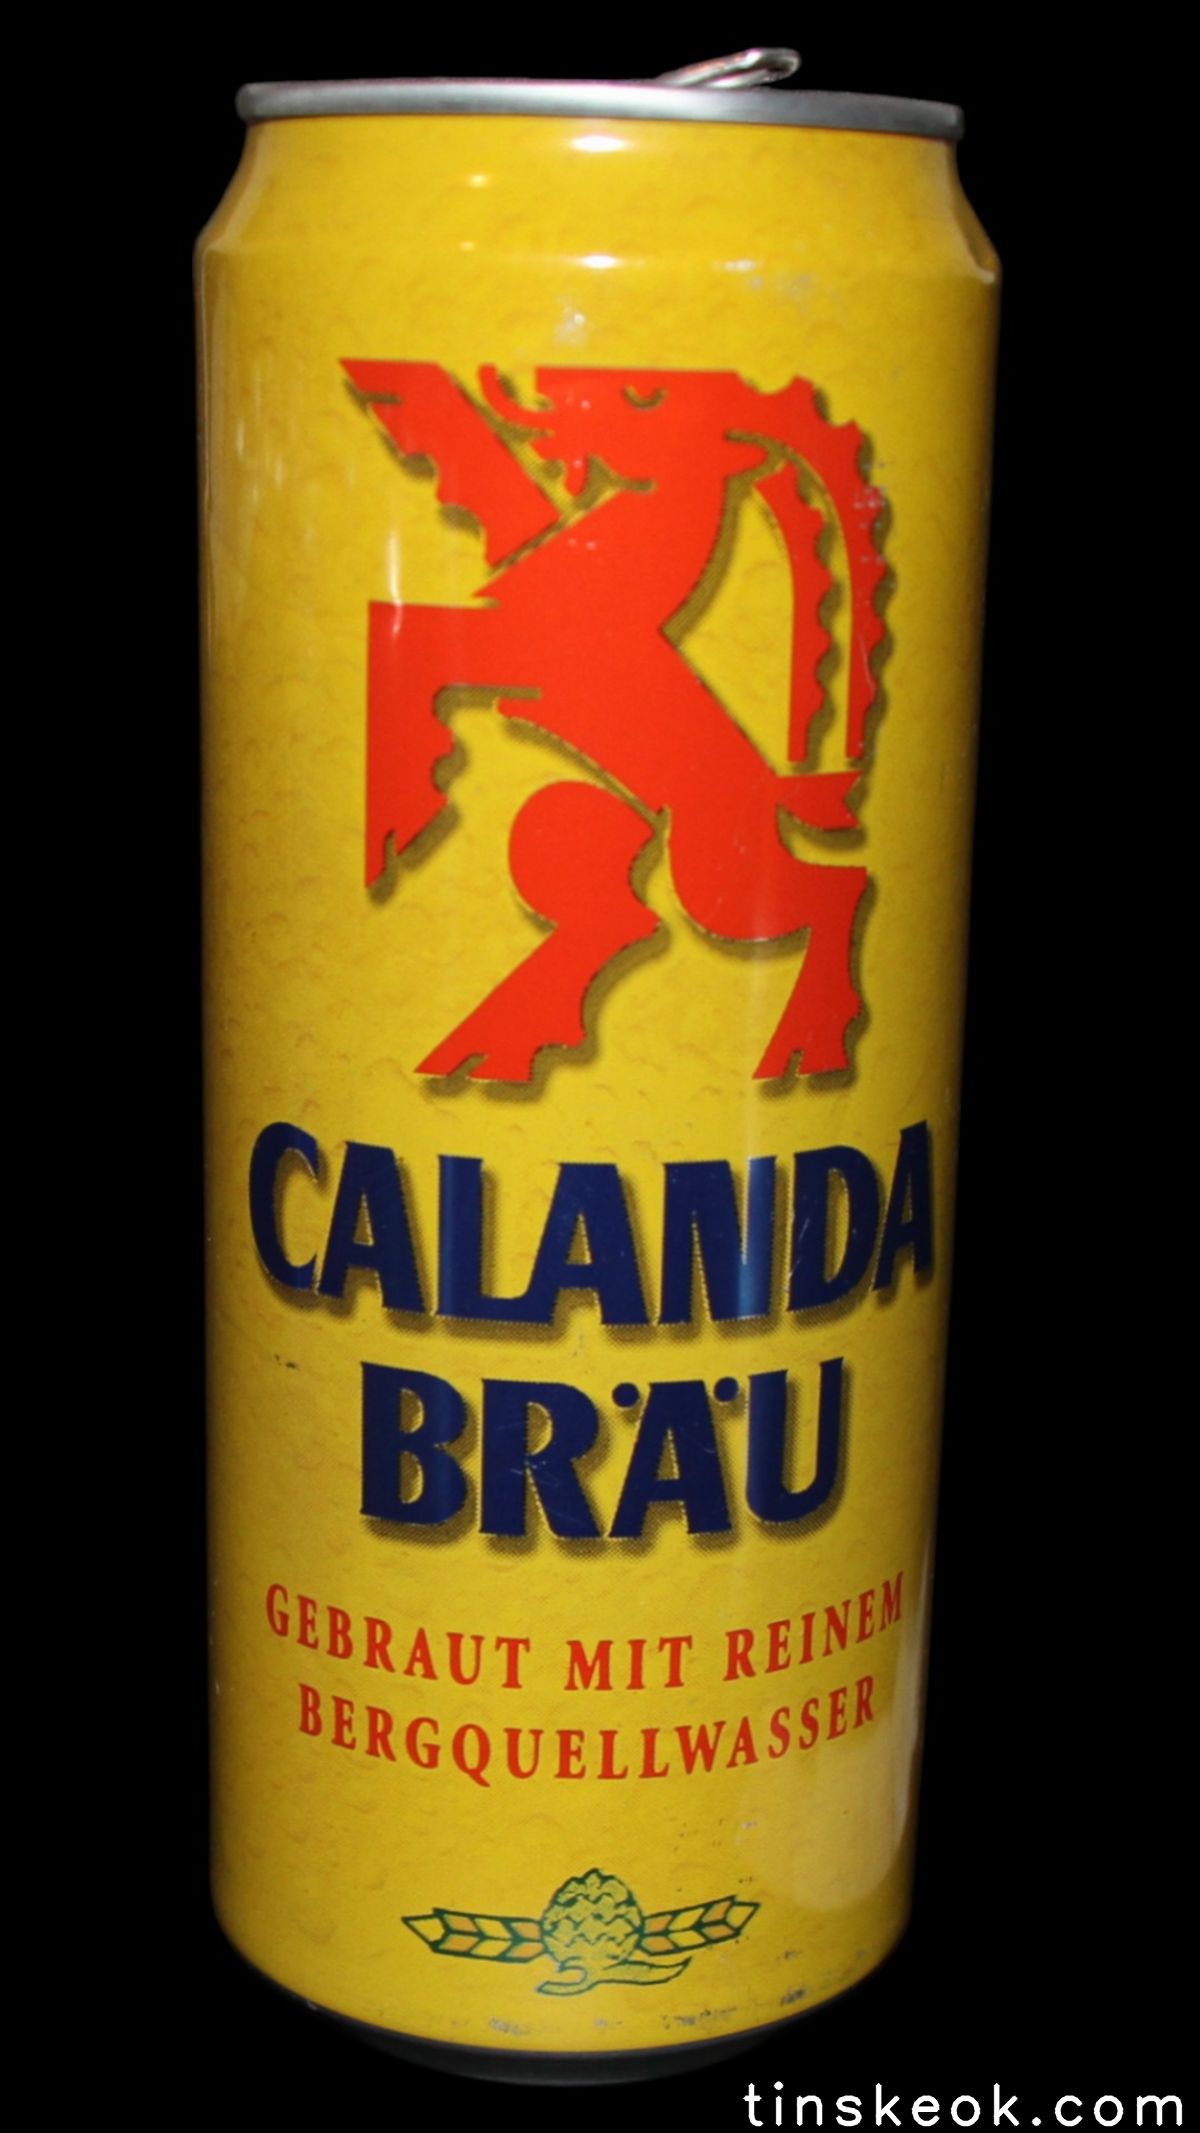 CALANDA
BRÄU
GEBRAUT MIT REINEM
BERGQUELLWASSER
tinskeok.com